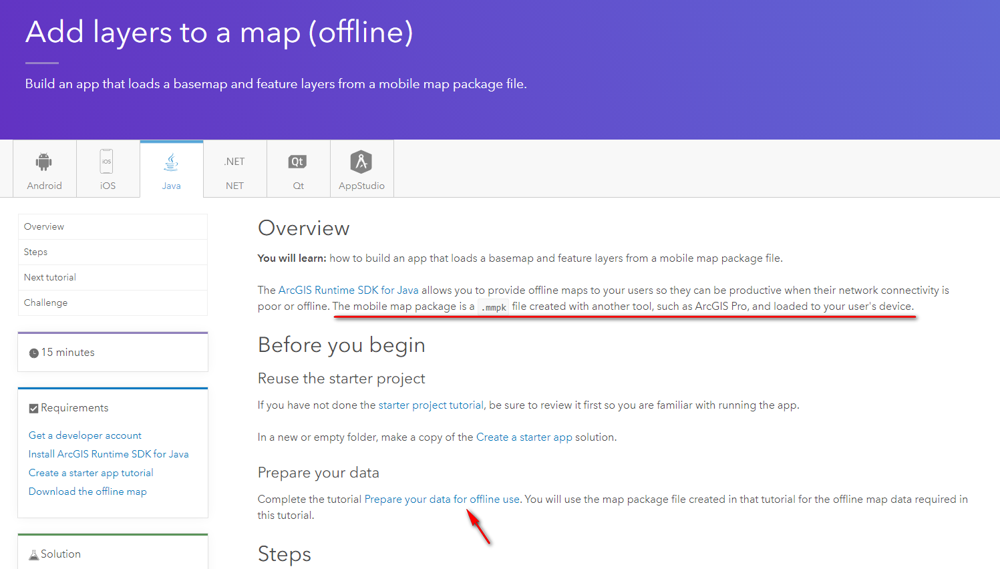 Add layers to a map (offline)
Build an app that loads a basemap and feature layers from a mobile map package file.
Android
iOS
iOS
Java
.NET
NET
Qt
Qt
AppStudio
Overview
Steps
Next tutorial
Challenge
15 minutes
Requirements
Get a developer account
Install ArcGIS Runtime SDK for Java
Create a starter app tutorial
Download the offline map
Solution
Overview
You will learn: how to build an app that loads a basemap and feature layers from a mobile map package file.
The ArcGIS Runtime SDK for Java allows you to provide offline maps to your users so they can be productive when their network connectivity is
poor or offline. The mobile map package is a .mmpk file created with another tool, such as ArcGIS Pro, and loaded to your user's device.
Before you begin
Reuse the starter project
If you have not done the starter project tutorial, be sure to review it first so you are familiar with running the app.
In a new or empty folder, make a copy of the Create a starter app solution.
Prepare your data
Complete the tutorial Prepare your data for offline use. You will use the map package file created in that tutorial for the offline map data required in
this tutorial.
Steps